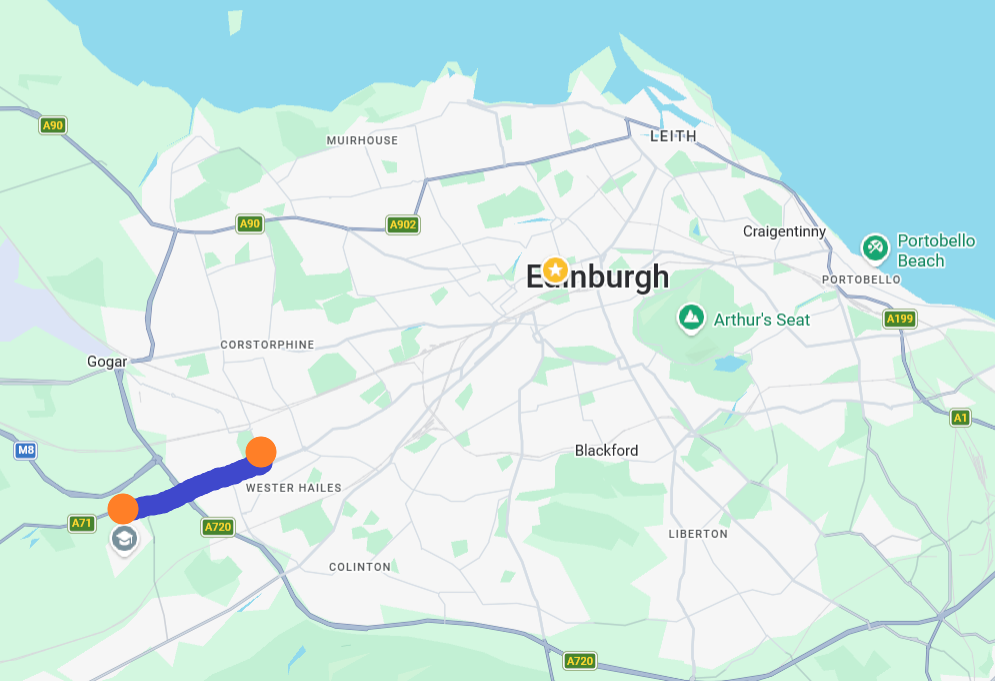 A90
MUIRHOUSE
LEITH
A90
A902
Craigentinny
Portobello
Beach
Edinburgh
PORTOBELLO
Arthur's Seat
A199
CORSTORPHINE
Gogar
A1
M8
Blackford
WESTER HAILES
A71
A720
LIBERTON
COLINTON
A720